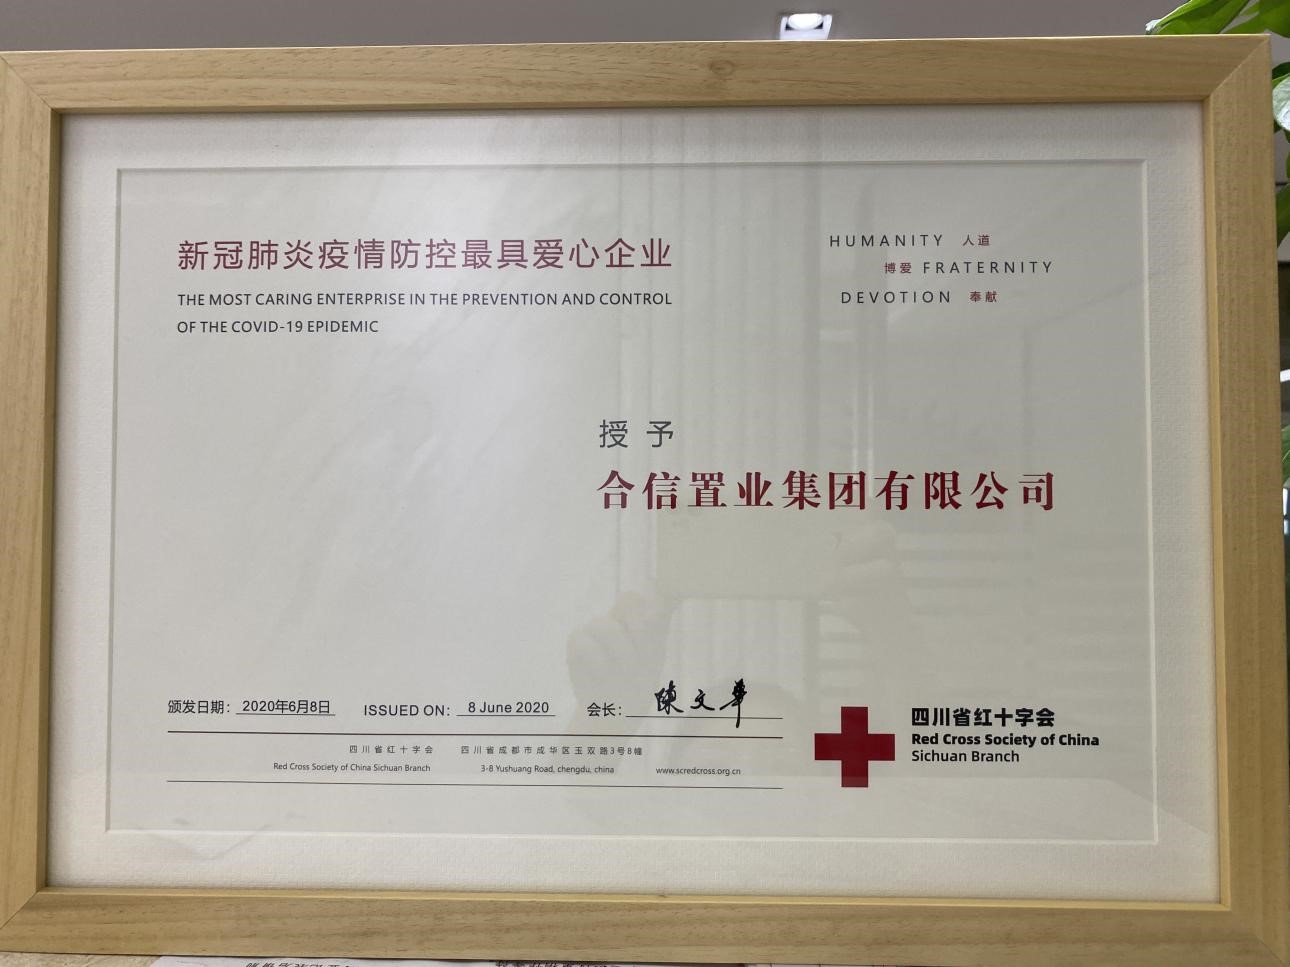 新冠肺炎疫情防控最具爱心企业
THE MOST CARING ENTERPRISE IN THE PREVENTION AND CONTROL
OF THE COVID-19 EPIDEMIC
HUMANITY 人道
博爱 FRATERNITY
DEVOTION 奉献
授予
合信置业集团有限公司
颁发日期：2020年6月8日 ISSUED ON: 8 June 2020 会长：陳文華
四川省红十字会 四川省成都市成华区玉双路3号8幢
Red Cross Society of China Sichuan Branch 3-8 Yushuang Road, chengdu, china www.scredcross.org.cn
四川省红十字会
Red Cross Society of China
Sichuan Branch